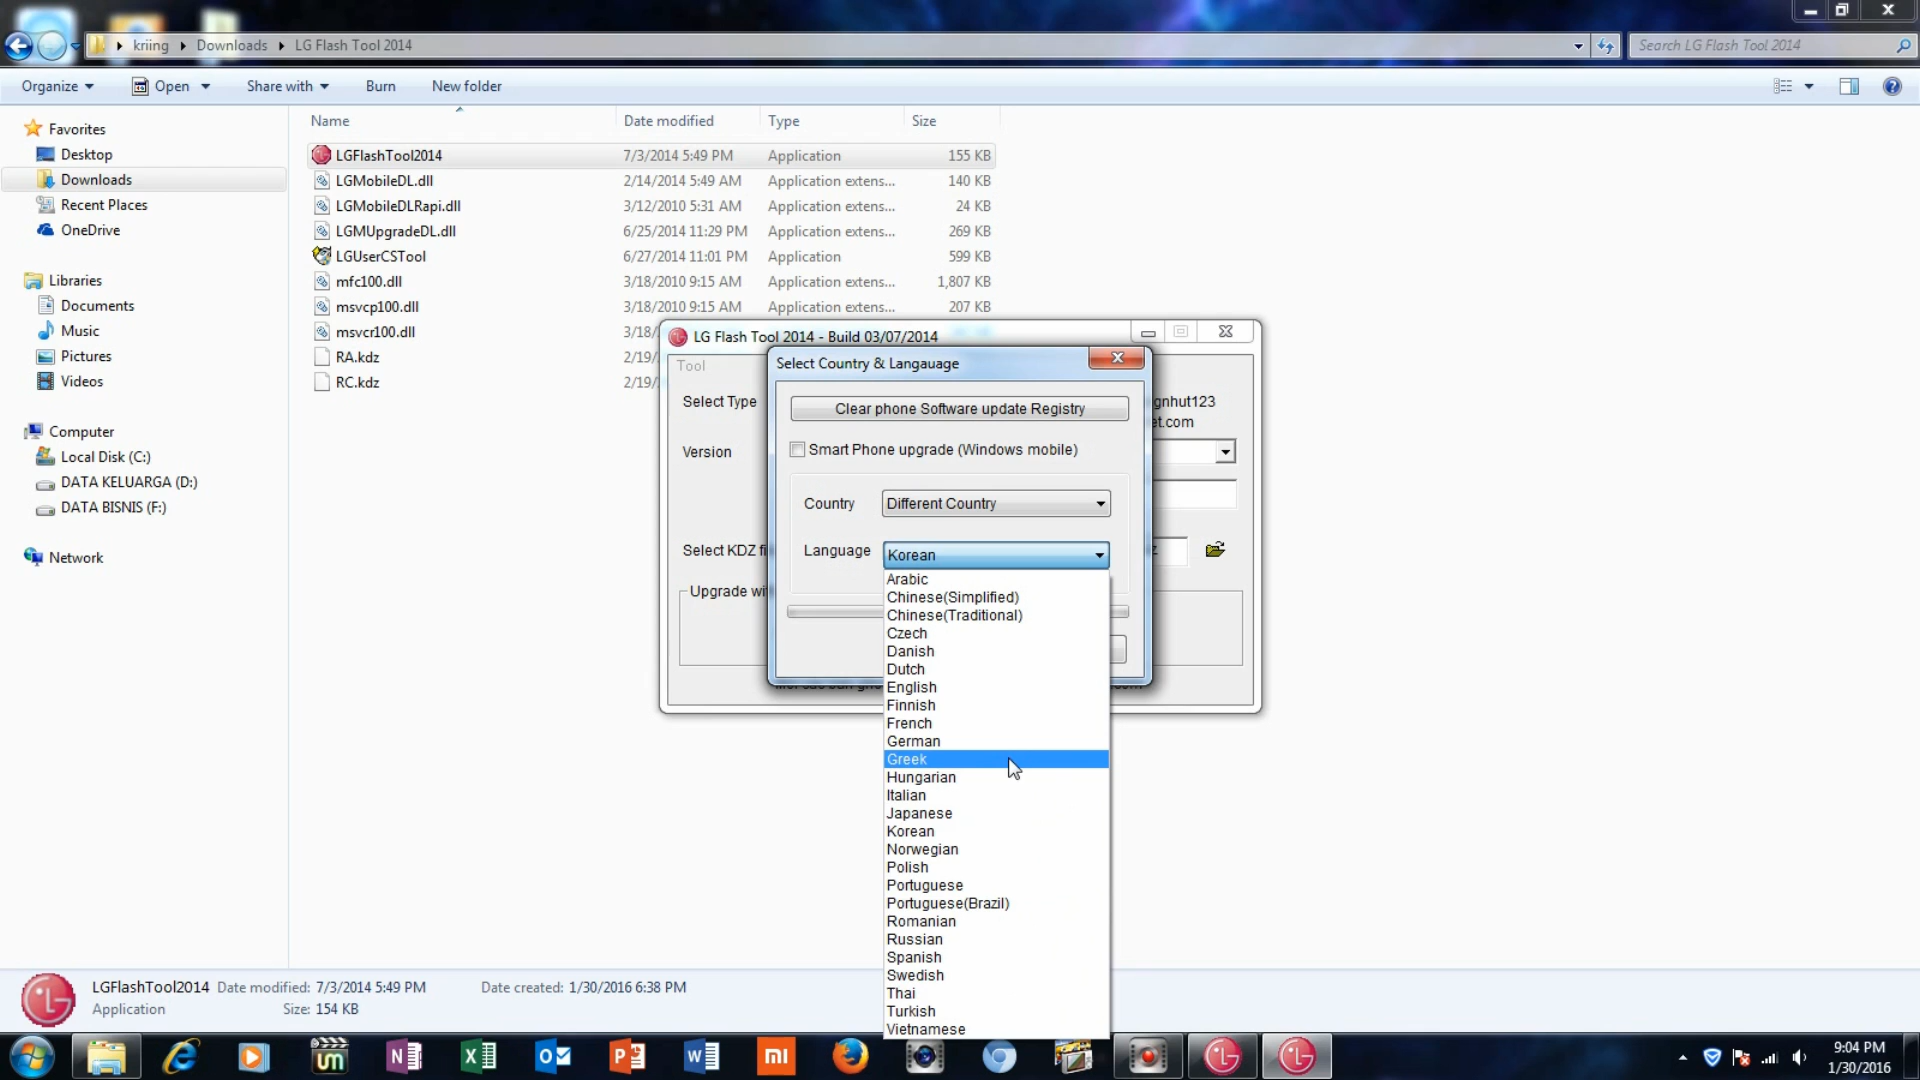 kriing ▸ Downloads ▸ LG Flash Tool 2014
Search LG Flash Tool 2014
Organize Open Share with Burn New folder
Name Date modified Type Size
Favorites
Desktop
Downloads
Recent Places
OneDrive
Libraries
Documents
Music
Pictures
Videos
Computer
Local Disk (C:)
DATA KELUARGA (D:)
DATA BISNIS (F:)
Network
LGFlashTool2014 7/3/2014 5:49 PM Application 155 KB
LGMobileDL.dll 2/14/2014 5:49 AM Application extens... 140 KB
LGMobileDLRapi.dll 3/12/2010 5:31 AM Application extens... 24 KB
LGMUpgradeDL.dll 6/25/2014 11:29 PM Application extens... 269 KB
LGUserCSTool 6/27/2014 11:01 PM Application 599 KB
mfc100.dll 3/18/2010 9:15 AM Application extens... 1,807 KB
msvcp100.dll 3/18/2010 9:15 AM Application extens... 207 KB
msvcr100.dll 3/18/
RA.kdz 2/19/
RC.kdz 2/19/
LG Flash Tool 2014 - Build 03/07/2014
Tool
Select Type
gnhut123
et.com
Version
Select KDZ fi
Upgrade wi
Select Country & Langauage
Clear phone Software update Registry
Smart Phone upgrade (Windows mobile)
Country Different Country
Language Korean
Arabic
Chinese(Simplified)
Chinese(Traditional)
Czech
Danish
Dutch
English
Finnish
French
German
Greek
Hungarian
Italian
Japanese
Korean
Norwegian
Polish
Portuguese
Portuguese(Brazil)
Romanian
Russian
Spanish
Swedish
Thai
Turkish
Vietnamese
LGFlashTool2014 Date modified: 7/3/2014 5:49 PM Date created: 1/30/2016 6:38 PM
Application Size: 154 KB
9:04 PM
1/30/2016